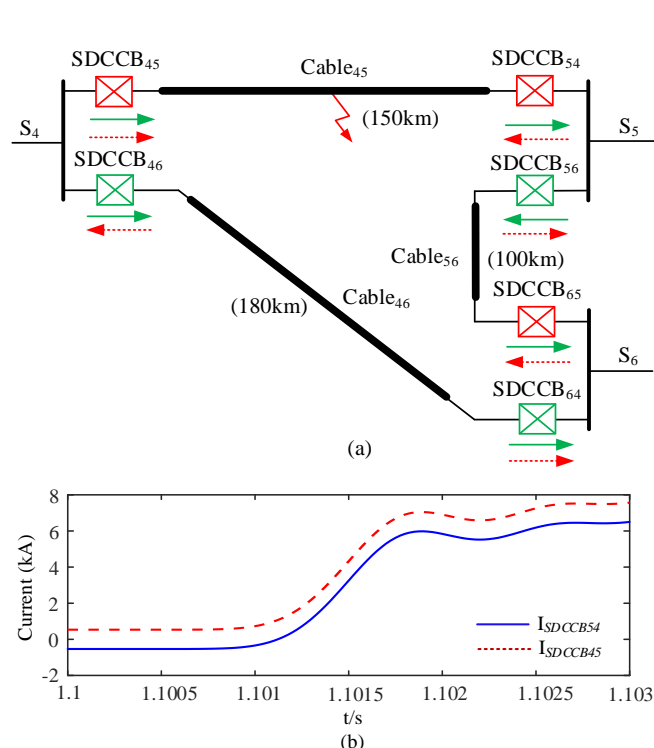 SDCCB45
Cable45
SDCCB54
(150km)
S4
S5
SDCCB46
SDCCB56
Cable56
(100km)
(180km)
Cable46
SDCCB65
S6
SDCCB64
(a)
8
6
4
2
0
-2
Current (kA)
ISDCCB54
ISDCCB45
1.1
1.1005
1.101
1.1015
1.102
1.1025
1.103
t/s
(b)